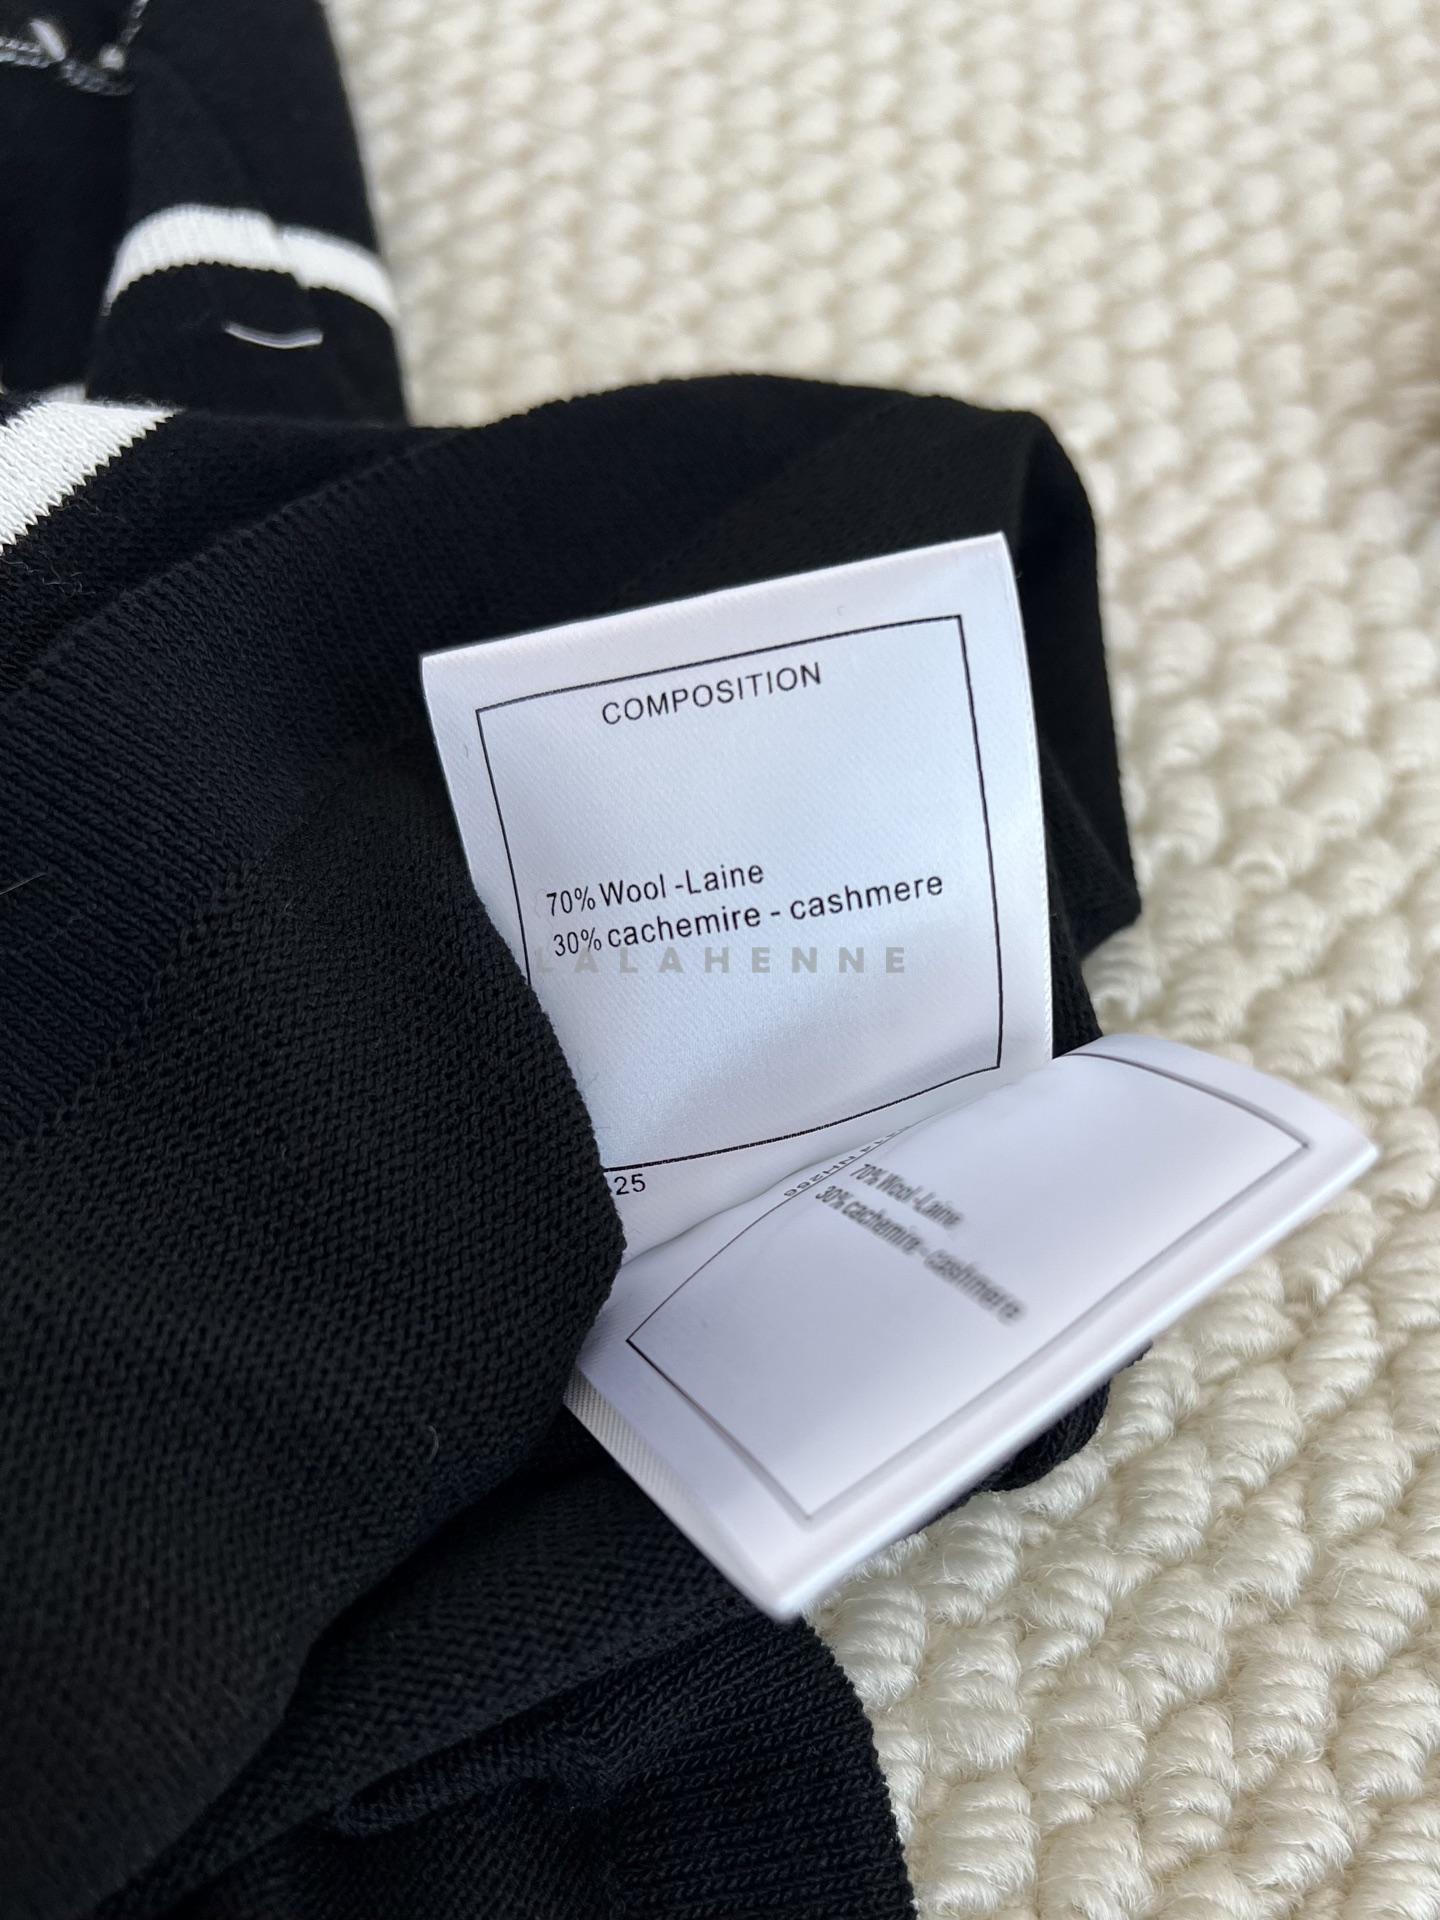 COMPOSITION
70% Wool -Laine
30% cachemire - cashmere
LALAHENNE
25
70% Wool -Laine
30% cachemire - cashmere